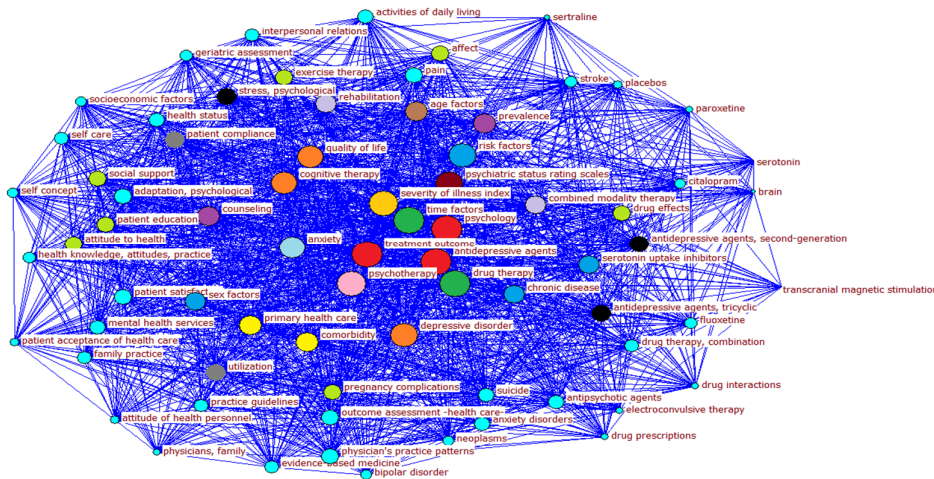 activities of daily living
sertraline
interpersonal relations
affect
geriatric assessment
exercise therapy
pain
stroke
placebos
stress, psychological
rehabilitation
socioeconomic factors
age factors
paroxetine
health status
prevalence
self care
patient compliance
quality of life
risk factors
serotonin
social support
cognitive therapy
psychiatric status rating scales
citalopram
self concept
adaptation, psychological
severity of illness index
combined modality therapy
brain
counseling
time factors
drug effects
patient education
psychology
attitude to health
anxiety
treatment outcome
antidepressive agents
antidepressive agents, second-generation
health knowledge, attitudes, practice
serotonin uptake inhibitors
psychotherapy
drug therapy
chronic disease
transcranial magnetic stimulation
patient satisfact
sex factors
antidepressive agents, tricyclic
mental health services
primary health care
depressive disorder
fluoxetine
patient acceptance of health care
comorbidity
drug therapy, combination
family practice
utilization
pregnancy complications
suicide
drug interactions
practice guidelines
antipsychotic agents
attitude of health personnel
outcome assessment -health care-
electroconvulsive therapy
anxiety disorders
neoplasms
drug prescriptions
physicians, family
physician's practice patterns
evidence-based medicine
bipolar disorder